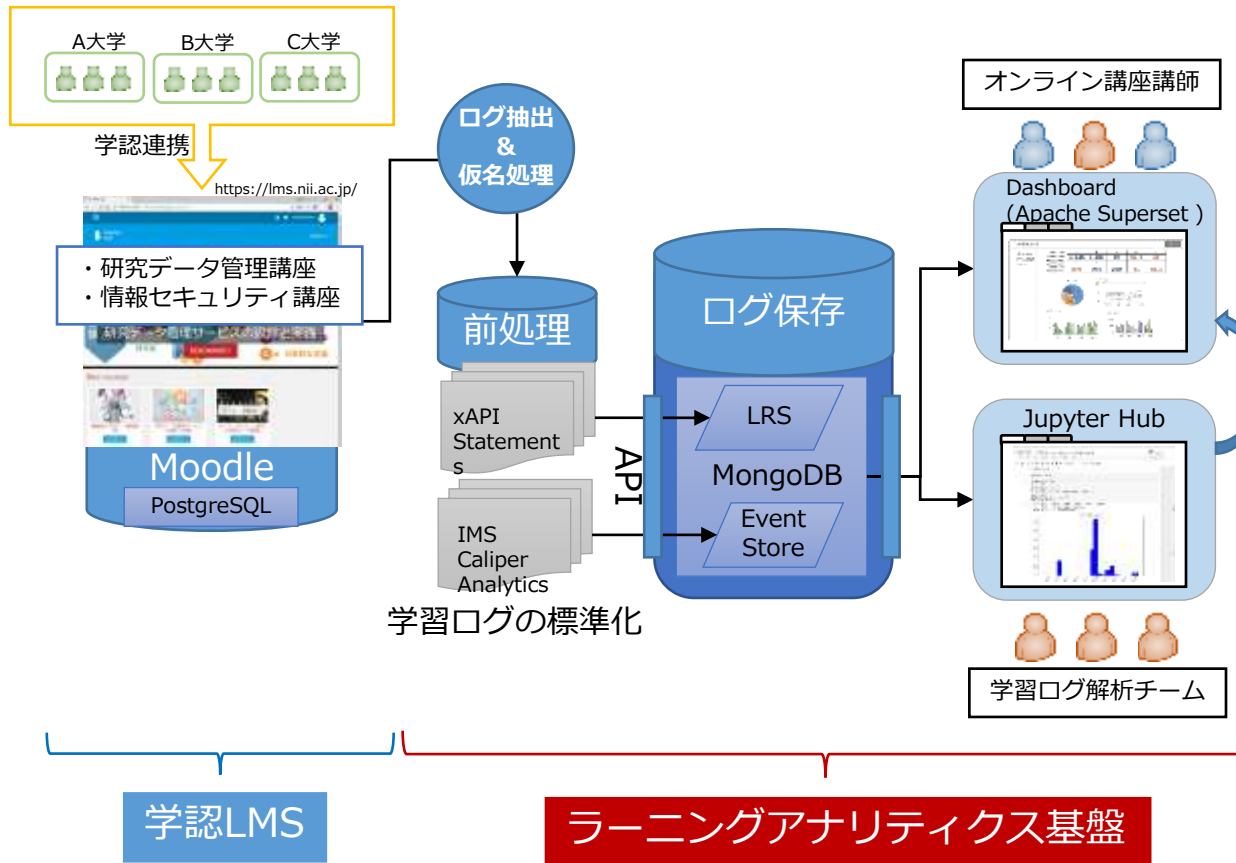 A大学
B大学
C大学
学認連携
https://lms.nii.ac.jp/
・研究データ管理講座
・情報セキュリティ講座
Moodle
PostgreSQL
ログ抽出
&
仮名処理
前処理
xAPI
Statement
s
IMS
Caliper
Analytics
学習ログの標準化
API
ログ保存
LRS
MongoDB
Event
Store
オンライン講座講師
Dashboard
(Apache Superset )
Jupyter Hub
学習ログ解析チーム
学認LMS
ラーニングアナリティクス基盤